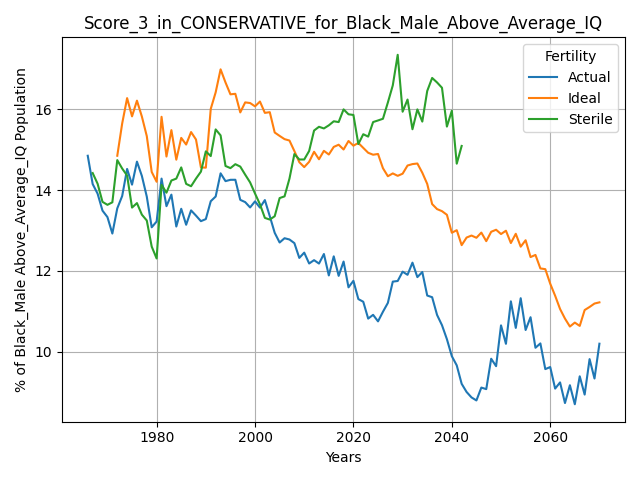 Score_3_in_CONSERVATIVE_for_Black_Male_Above_Average_IQ
% of Black_Male Above_Average_IQ Population
16
14
12
10
1980
2000
2020
2040
2060
Years
Fertility
Actual
Ideal
Sterile